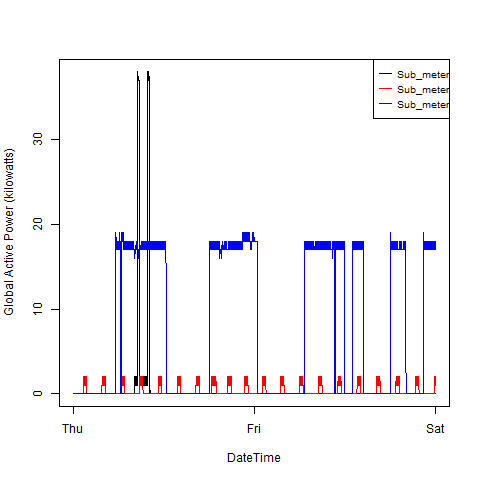 Sub_meter
Sub_meter
Sub_meter
Global Active Power (kilowatts)
30
20
10
0
Thu Fri Sat
DateTime